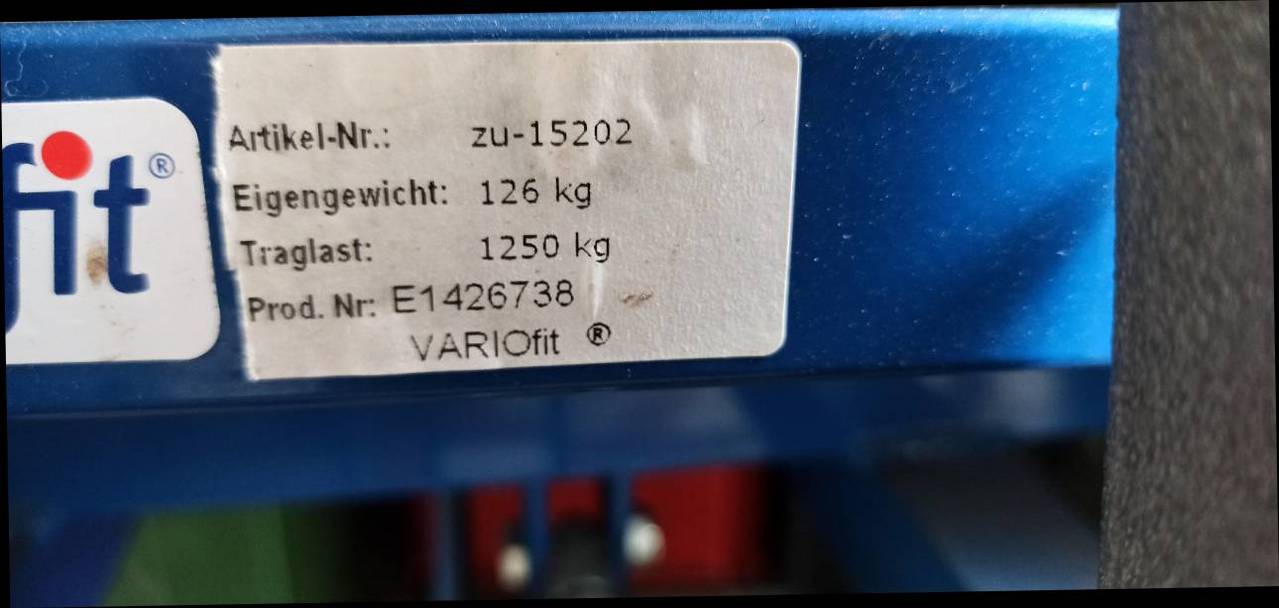 fit®
Artikel-Nr.: zu-15202
Eigengewicht: 126 kg
Traglast: 1250 kg
Prod. Nr: E1426738
VARIOfit ®